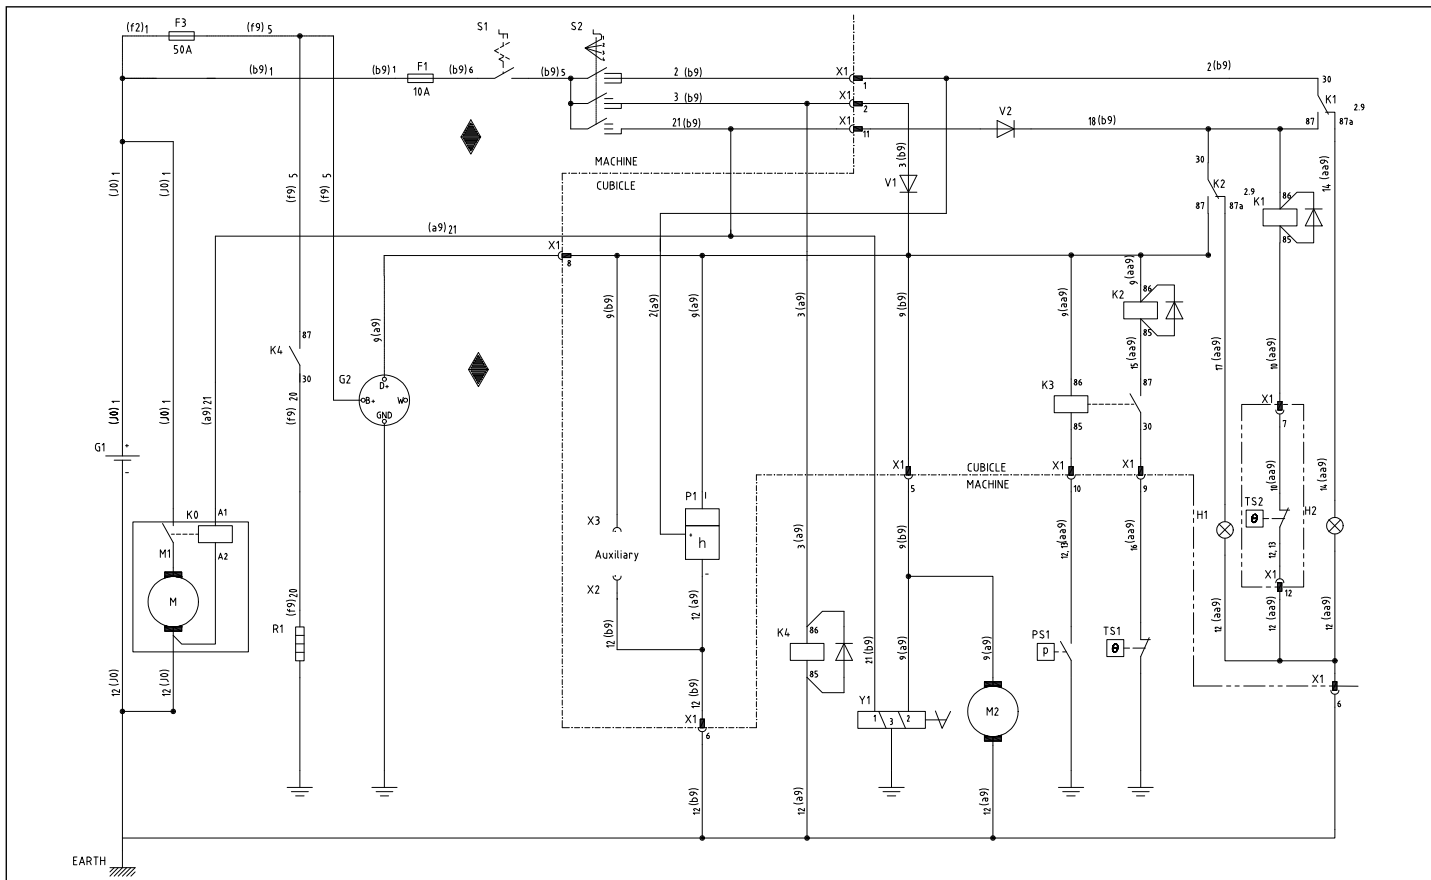 (f2) 1 F3 (f9) 5
50A
S1 S2
(b9) 1 (b9) 1 F1 (b9) 6 (b9) 5 2 (b9) X1 2 (b9) 30
10A 1
K1 2.9
3 (b9) X1 V2
2
87 87a
21 (b9) X1 18 (b9)
11
MACHINE
CUBICLE
3 (b9)
V1
30
K2
87 87a
2.9
K1
86
85
14 (aa9)
(J0) 1 (J0) 1 (f9) 5 (f9) 5
(a9) 21
X1
8
9 (aa9)
K2
86
85
9 (b9) 2 (a9) 9 (a9) 3 (a9) 9 (b9) 9 (aa9)
9 (a9)
K4
87
30
G2
D+
B+
W
GND
15 (aa9) 17 (aa9) 10 (aa9)
K3
86
85
87
30
(J0) 1 (J0) 1 (a9) 21 (f9) 20
X1
7
G1
+
-
X1 CUBICLE X1 X1
5 MACHINE 10 9
10 (aa9) 14 (aa9)
P1
+
h
-
K0 A1
A2
M1
M
X3
Auxiliary
X2
H1 TS2 H2
θ
12, 13
3 (a9) 9 (b9) 12, 13 (aa9) 16 (aa9)
X1
12
(f9) 20
R1
12 (b9) 12 (a9)
K4
86
85
21 (b9) 9 (a9) 9 (a9)
PS1
p
TS1
θ
12 (aa9) 12 (aa9) 12 (aa9)
12 (J0) 12 (J0)
12 (b9)
X1
6
Y1
1 3 2
M2
X1
6
12 (b9) 12 (a9) 12 (a9)
EARTH